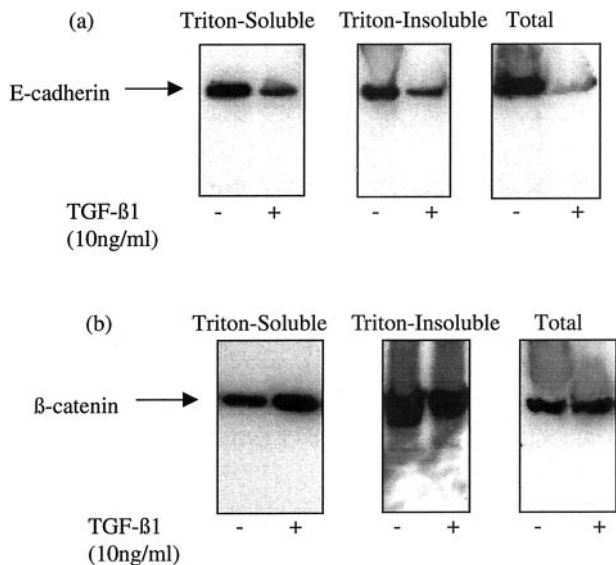 (a)
Triton-Soluble Triton-Insoluble Total
E-cadherin
TGF-ß1 - + - + - +
(10ng/ml)
(b)
Triton-Soluble Triton-Insoluble Total
ß-catenin
TGF-ß1 - + - + - +
(10ng/ml)